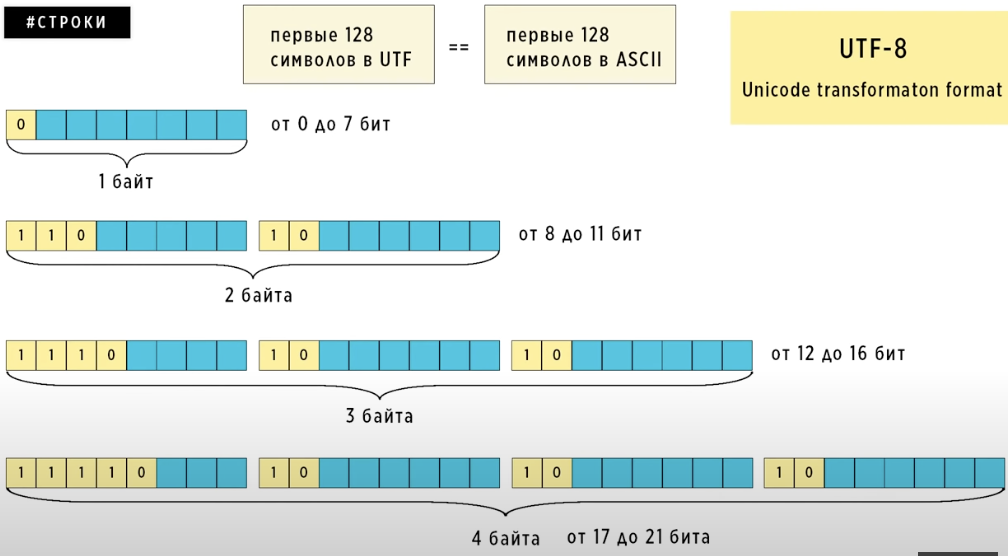 #СТРОКИ
первые 128
символов в UTF
==
первые 128
символов в ASCII
UTF-8
Unicode transformaton format
0
от 0 до 7 бит
1 байт
1 1 0 1 0
от 8 до 11 бит
2 байта
1 1 1 0 1 0 1 0
от 12 до 16 бит
3 байта
1 1 1 1 0 1 0 1 0 1 0
4 байта от 17 до 21 бита